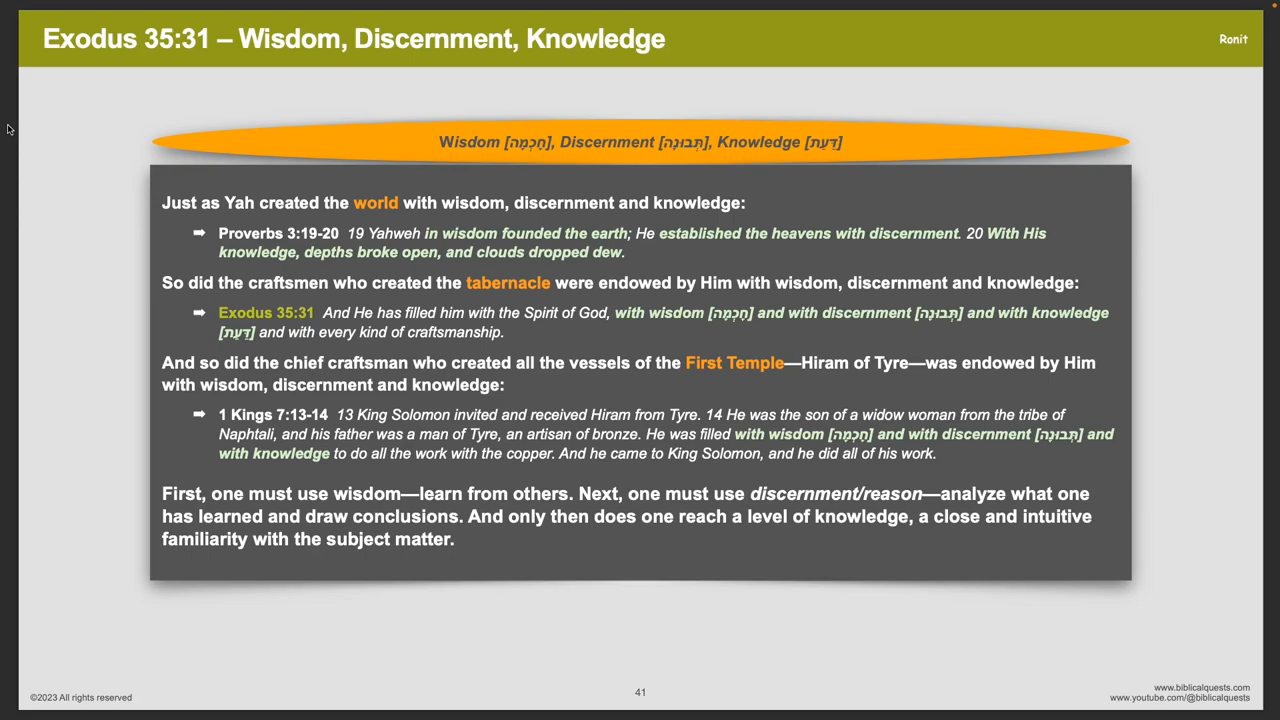 Exodus 35:31 – Wisdom, Discernment, Knowledge
Ronit
Wisdom [חָכְמָה], Discernment [תְּבוּנָה], Knowledge [דַּעַת]
Just as Yah created the world with wisdom, discernment and knowledge:
➡ Proverbs 3:19-20 19 Yahweh in wisdom founded the earth; He established the heavens with discernment. 20 With His
knowledge, depths broke open, and clouds dropped dew.
So did the craftsmen who created the tabernacle were endowed by Him with wisdom, discernment and knowledge:
➡ Exodus 35:31 And He has filled him with the Spirit of God, with wisdom [חָכְמָה] and with discernment [תְּבוּנָה] and with knowledge
[דַּעַת] and with every kind of craftsmanship.
And so did the chief craftsman who created all the vessels of the First Temple—Hiram of Tyre—was endowed by Him
with wisdom, discernment and knowledge:
➡ 1 Kings 7:13-14 13 King Solomon invited and received Hiram from Tyre. 14 He was the son of a widow woman from the tribe of
Naphtali, and his father was a man of Tyre, an artisan of bronze. He was filled with wisdom [חָכְמָה] and with discernment [תְּבוּנָה] and
with knowledge to do all the work with the copper. And he came to King Solomon, and he did all of his work.
First, one must use wisdom—learn from others. Next, one must use discernment/reason—analyze what one
has learned and draw conclusions. And only then does one reach a level of knowledge, a close and intuitive
familiarity with the subject matter.
©2023 All rights reserved
41
www.biblicalquests.com
www.youtube.com/@biblicalquests